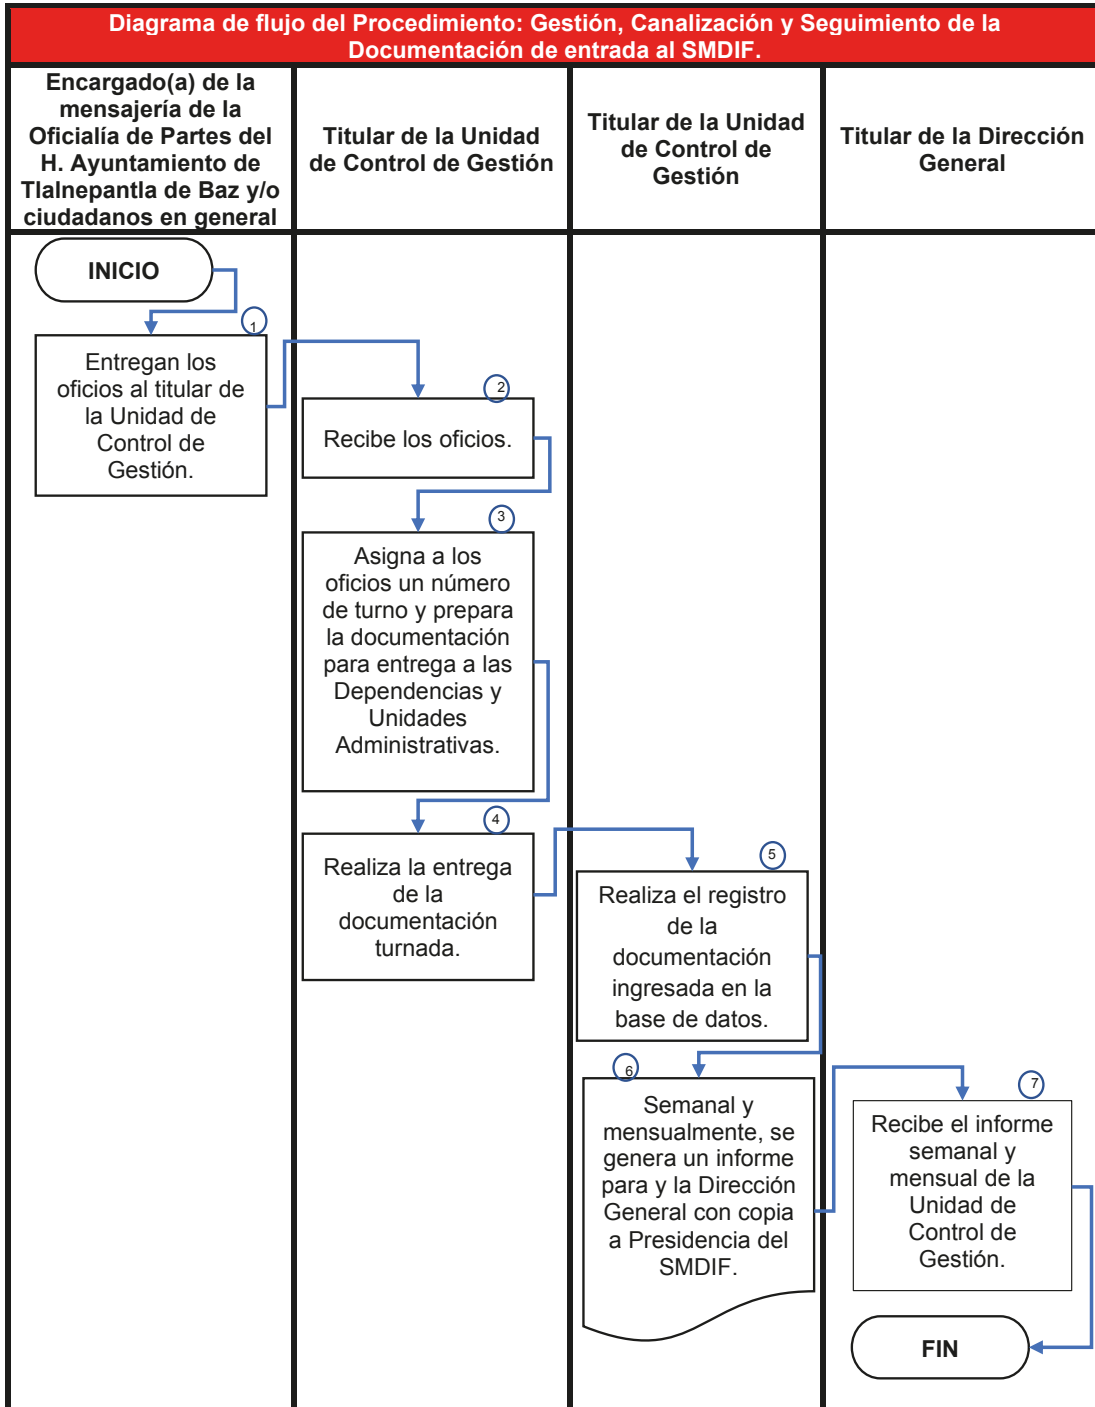 Diagrama de flujo del Procedimiento: Gestión, Canalización y Seguimiento de la
Documentación de entrada al SMDIF.
Encargado(a) de la
mensajería de la
Oficialía de Partes del
H. Ayuntamiento de
Tlalnepantla de Baz y/o
ciudadanos en general
Titular de la Unidad
de Control de Gestión
Titular de la Unidad
de Control de
Gestión
Titular de la Dirección
General
INICIO
1
Entregan los
oficios al titular de
la Unidad de
Control de
Gestión.
2
Recibe los oficios.
3
Asigna a los
oficios un número
de turno y prepara
la documentación
para entrega a las
Dependencias y
Unidades
Administrativas.
4
Realiza la entrega
de la
documentación
turnada.
5
Realiza el registro
de la
documentación
ingresada en la
base de datos.
6
Semanal y
mensualmente, se
genera un informe
para y la Dirección
General con copia
a Presidencia del
SMDIF.
7
Recibe el informe
semanal y
mensual de la
Unidad de
Control de
Gestión.
FIN